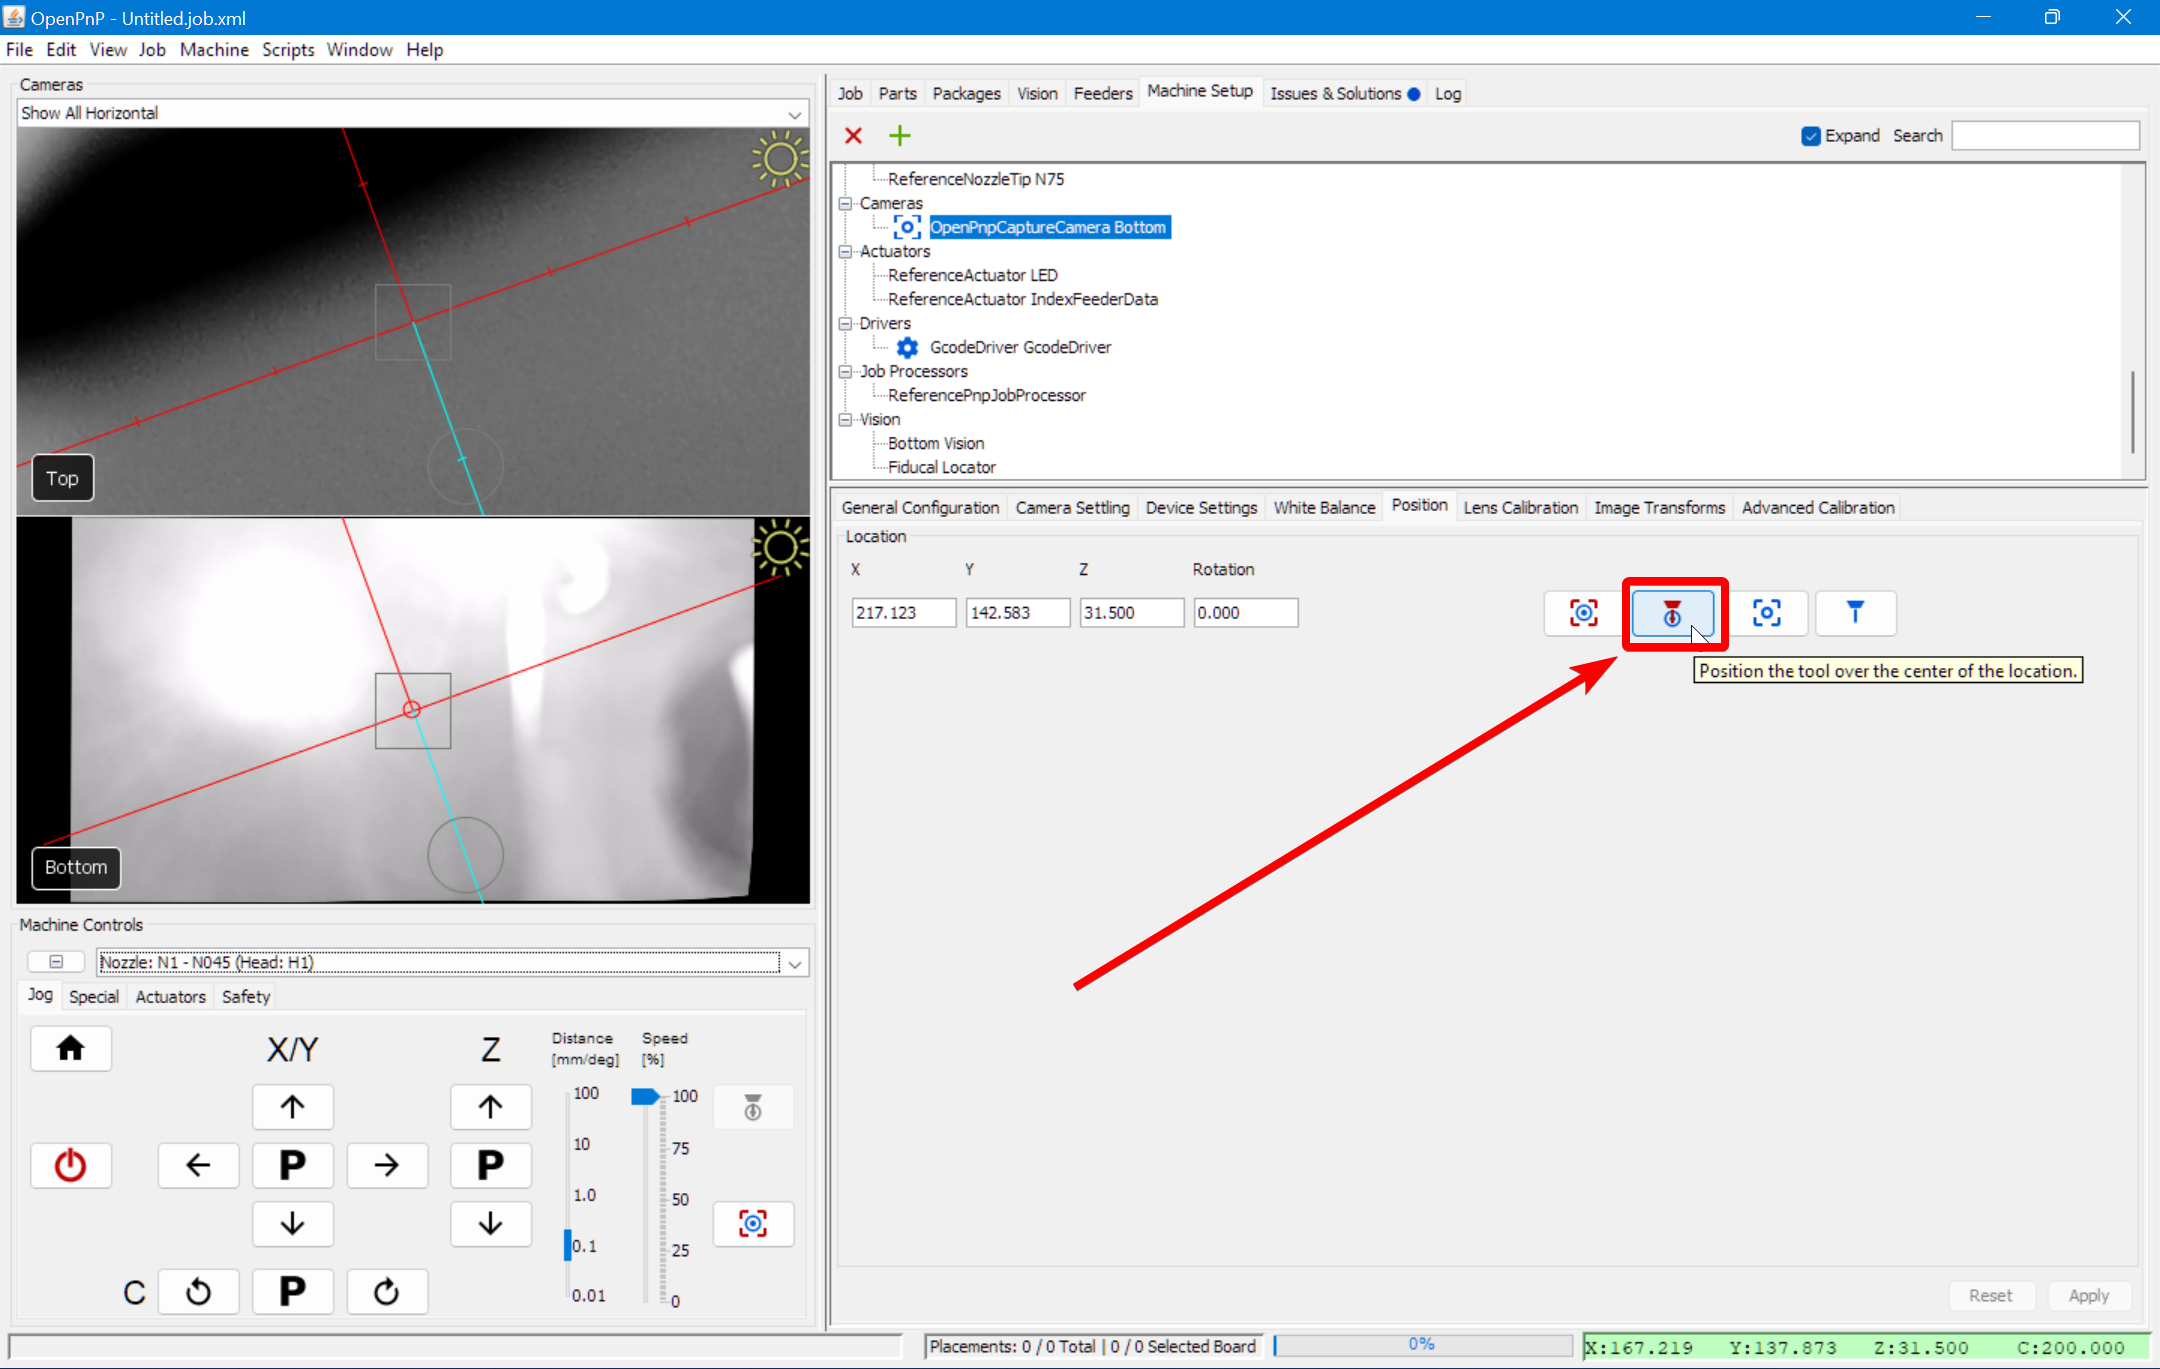 OpenPnP - Untitled.job.xml
File Edit View Job Machine Scripts Window Help
Cameras
Show All Horizontal
Top
Bottom
Machine Controls
Nozzle: N1 - N045 (Head: H1)
Jog Special Actuators Safety
X/Y Z Distance [mm/deg] Speed [%]
100 100
10 75
1.0 50
0.1 25
0.01 0
P P
C P
Job Parts Packages Vision Feeders Machine Setup Issues & Solutions Log
Expand Search
ReferenceNozzleTip N75
Cameras
OpenPnpCaptureCamera Bottom
Actuators
ReferenceActuator LED
ReferenceActuator IndexFeederData
Drivers
GcodeDriver GcodeDriver
Job Processors
ReferencePnpJobProcessor
Vision
Bottom Vision
Fiducal Locator
General Configuration Camera Settling Device Settings White Balance Position Lens Calibration Image Transforms Advanced Calibration
Location
X Y Z Rotation
217.123 142.583 31.500 0.000
Position the tool over the center of the location.
Reset Apply
Placements: 0 / 0 Total | 0 / 0 Selected Board 0% X:167.219 Y:137.873 Z:31.500 C:200.000